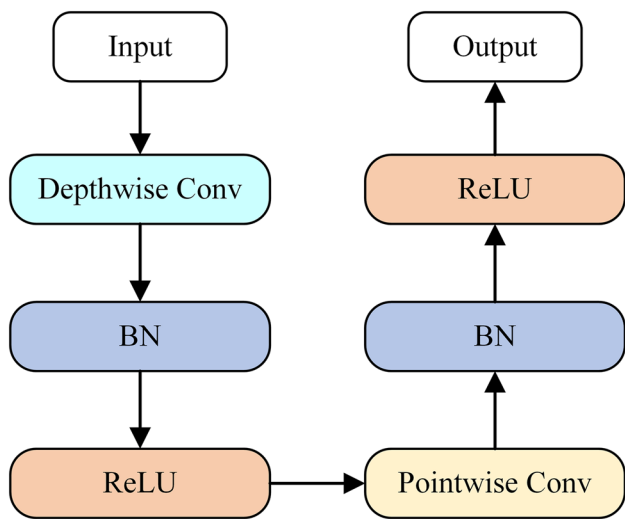 Input
Depthwise Conv
BN
ReLU
Pointwise Conv
BN
ReLU
Output